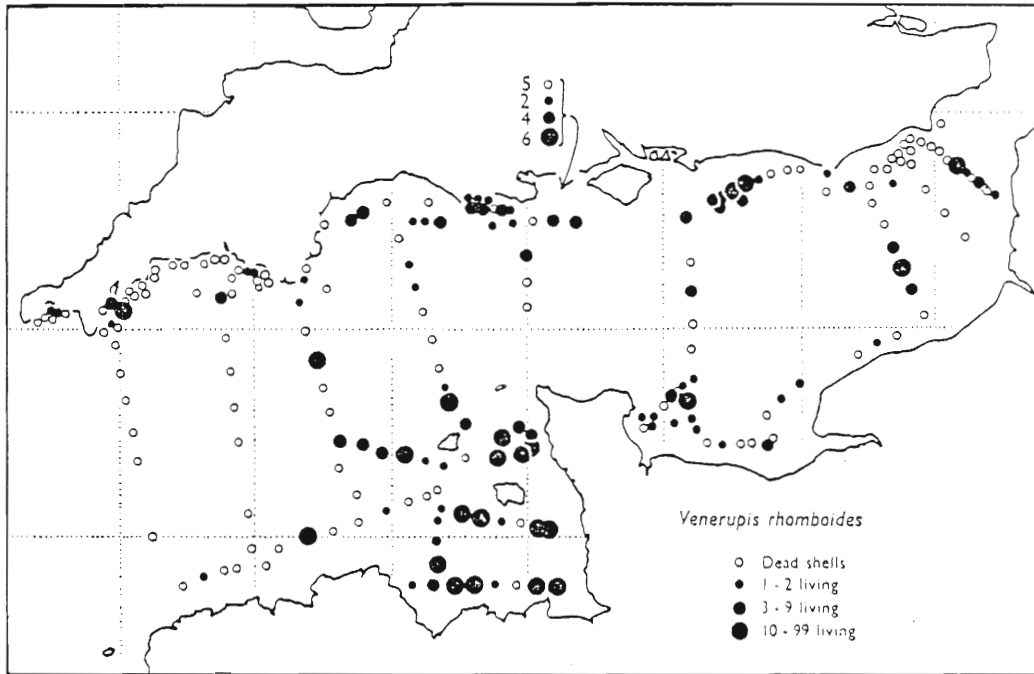 5
2
4
6
Venerupis rhomboides
Dead shells
1 - 2 living
3 - 9 living
10 - 99 living